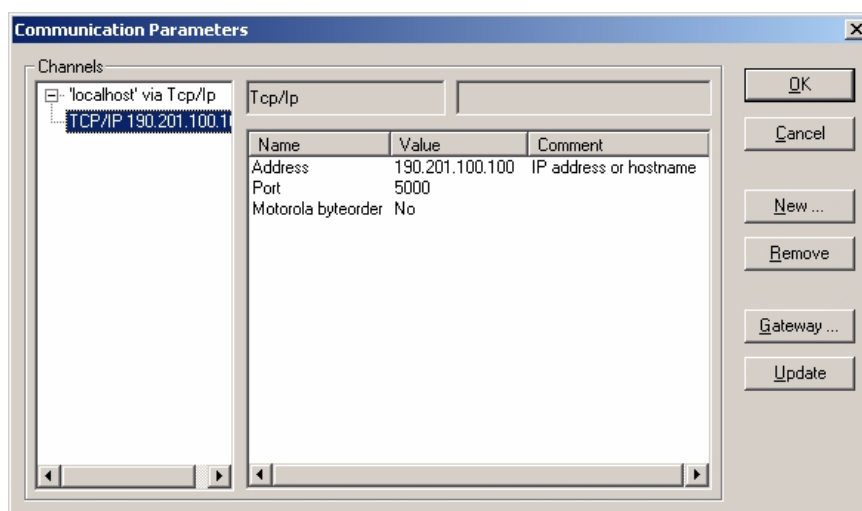 Communication Parameters
Channels
'localhost' via Tcp/Ip
TCP/IP 190.201.100.10
Tcp/Ip
Name Value Comment
Address 190.201.100.100 IP address or hostname
Port 5000
Motorola byteorder No
OK
Cancel
New ...
Remove
Gateway ...
Update